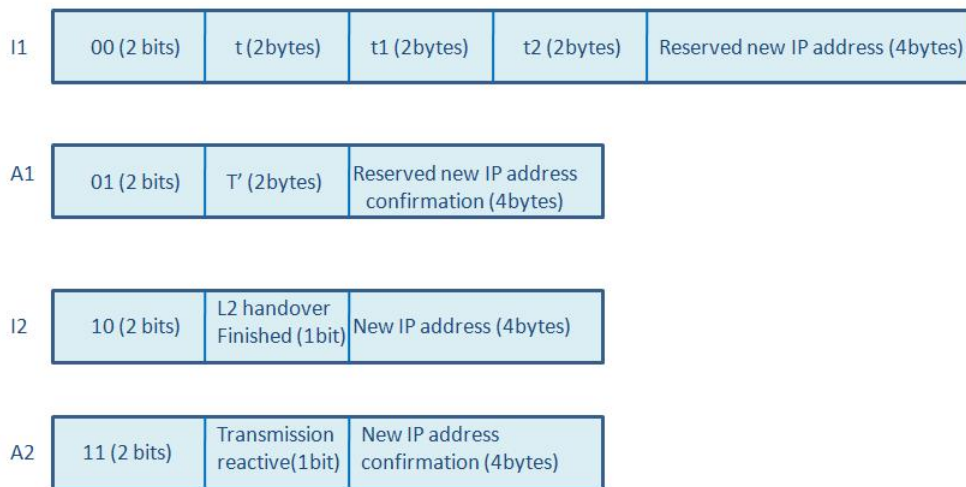 I1
00 (2 bits)
t (2bytes)
t1 (2bytes)
t2 (2bytes)
Reserved new IP address (4bytes)
A1
01 (2 bits)
T’ (2bytes)
Reserved new IP address
confirmation (4bytes)
I2
10 (2 bits)
L2 handover
Finished (1bit)
New IP address (4bytes)
A2
11 (2 bits)
Transmission
reactive(1bit)
New IP address
confirmation (4bytes)